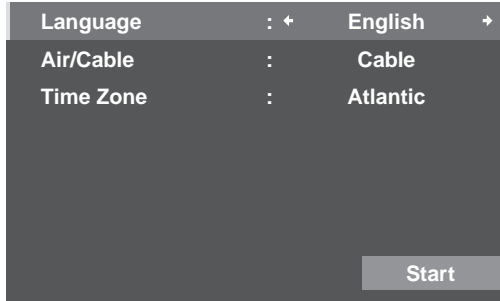 Language : English
Air/Cable : Cable
Time Zone : Atlantic
Start